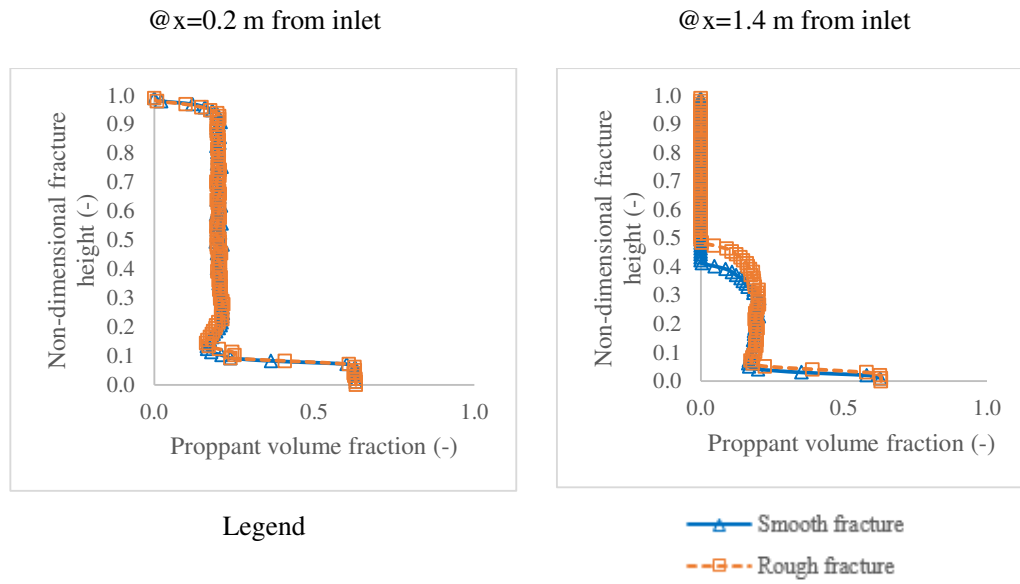 @x=0.2 m from inlet
@x=1.4 m from inlet
Non-dimensional fracture
height (-)
1.0
0.9
0.8
0.7
0.6
0.5
0.4
0.3
0.2
0.1
0.0
0.0
0.5
1.0
Proppant volume fraction (-)
Non-dimensional fracture
height (-)
1.0
0.9
0.8
0.7
0.6
0.5
0.4
0.3
0.2
0.1
0.0
0.0
0.5
1.0
Proppant volume fraction (-)
Legend
Smooth fracture
Rough fracture